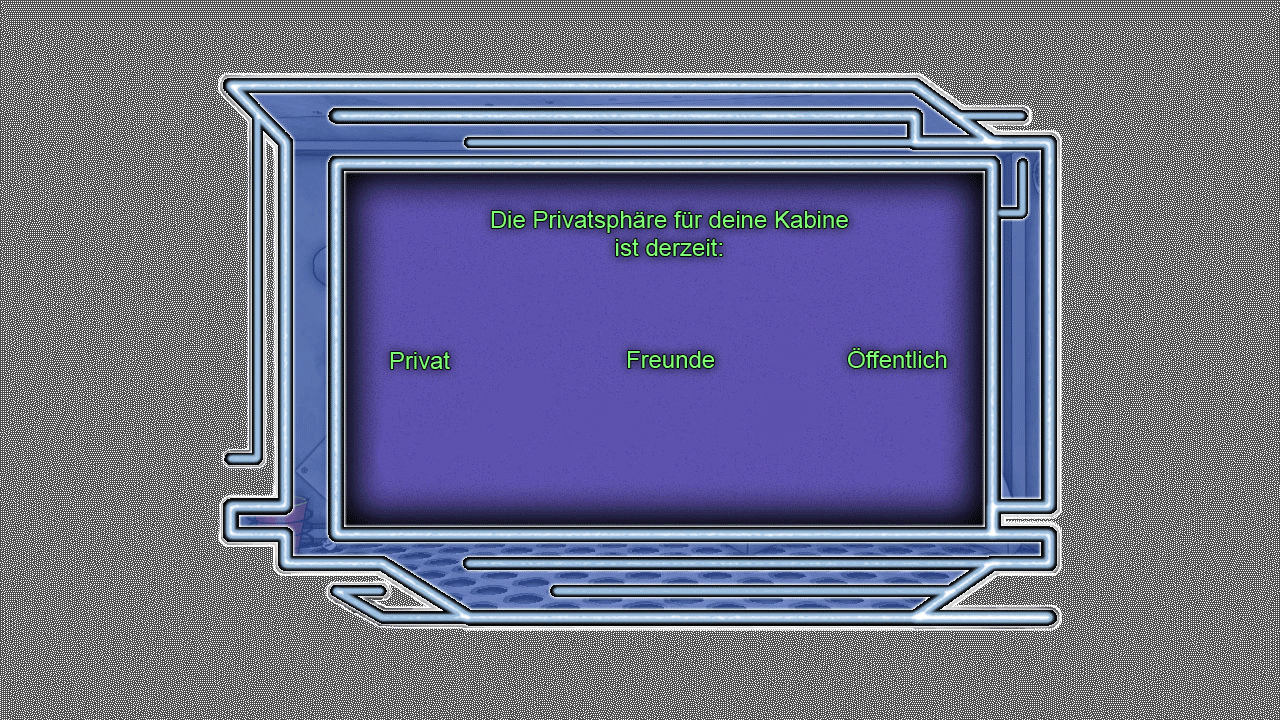 Die Privatsphäre für deine Kabine
ist derzeit:
Privat
Freunde
Öffentlich